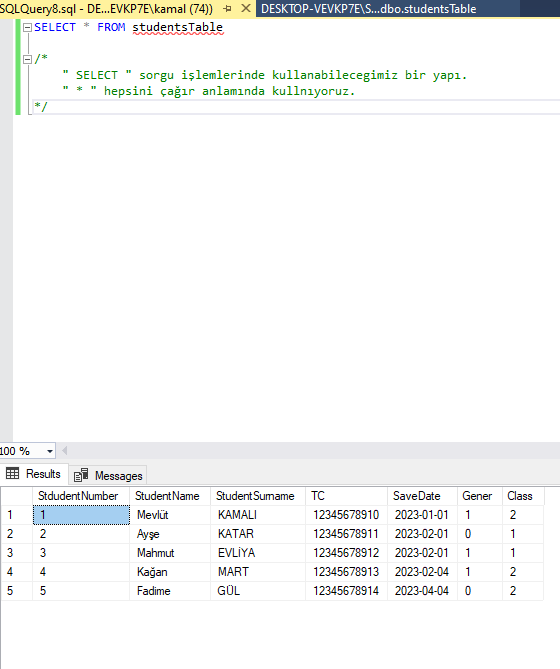 SQLQuery8.sql - DE...EVKP7E\kamal (74)) DESKTOP-VEVKP7E\S...dbo.studentsTable
SELECT * FROM studentsTable
/*
" SELECT " sorgu işlemlerinde kullanabilecegimiz bir yapı.
" * " hepsini çağır anlamında kullnıyoruz.
*/
100 %
Results Messages
StdudentNumber StudentName StudentSurname TC SaveDate Gener Class
1 1 Mevlüt KAMALI 12345678910 2023-01-01 1 2
2 2 Ayşe KATAR 12345678911 2023-02-01 0 1
3 3 Mahmut EVLİYA 12345678912 2023-02-01 1 1
4 4 Kağan MART 12345678913 2023-02-04 1 2
5 5 Fadime GÜL 12345678914 2023-04-04 0 2